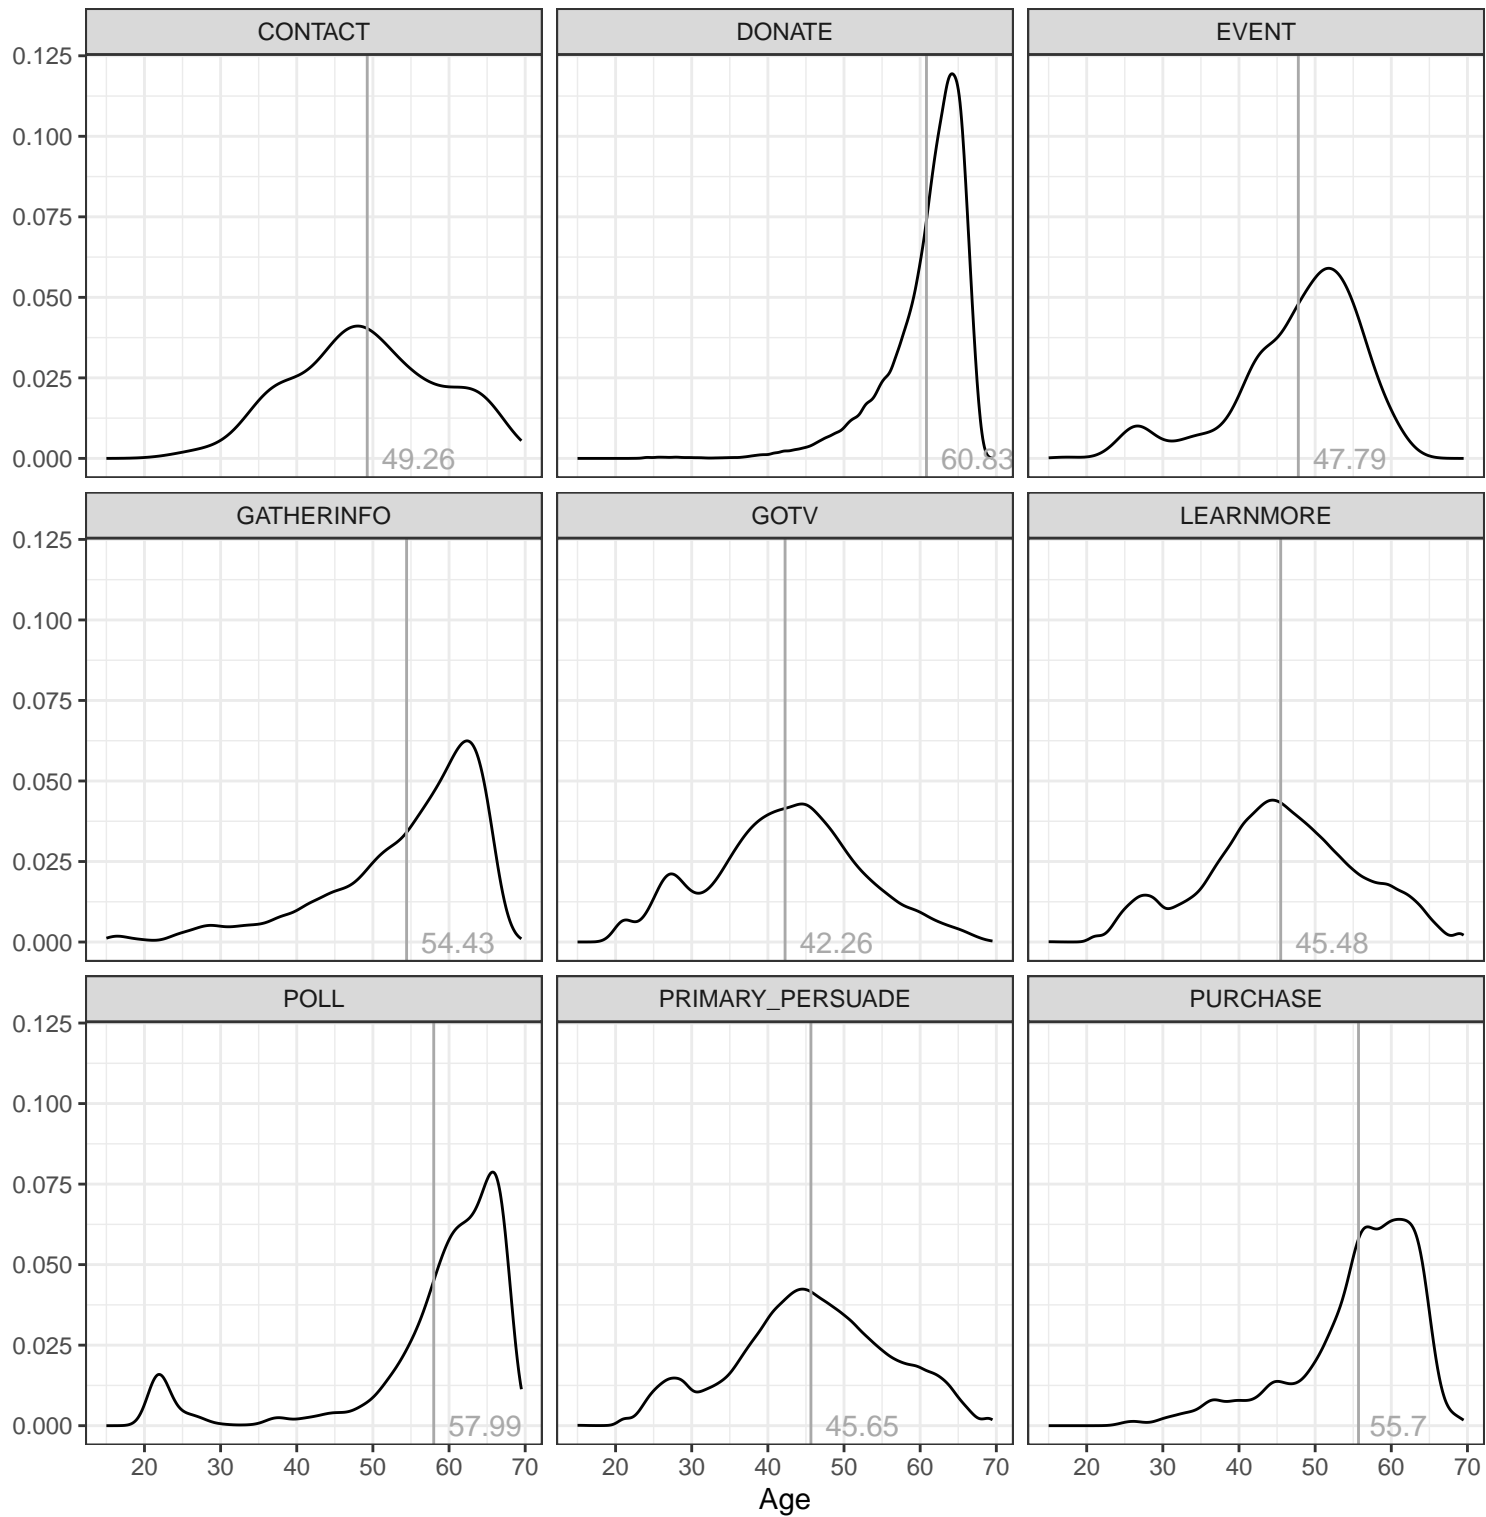 CONTACT DONATE EVENT
0.125
0.100
0.075
0.050
0.025
0.000
49.26 60.83 47.79
GATHERINFO GOTV LEARNMORE
0.125
0.100
0.075
0.050
0.025
0.000
54.43 42.26 45.48
POLL PRIMARY_PERSUADE PURCHASE
0.125
0.100
0.075
0.050
0.025
0.000
57.99 45.65 55.7
20 30 40 50 60 70 20 30 40 50 60 70 20 30 40 50 60 70
Age